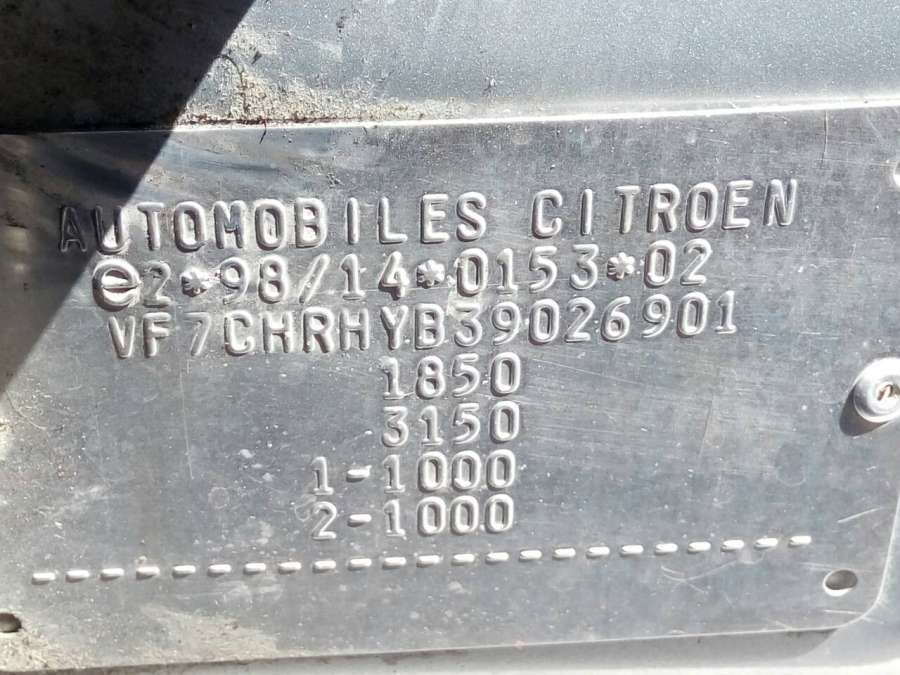 AUTOMOBILES CITROEN
e2*98/14*0153*02
VF7CHRHYB39026901
1850
3150
1-1000
2-1000
-----------------------